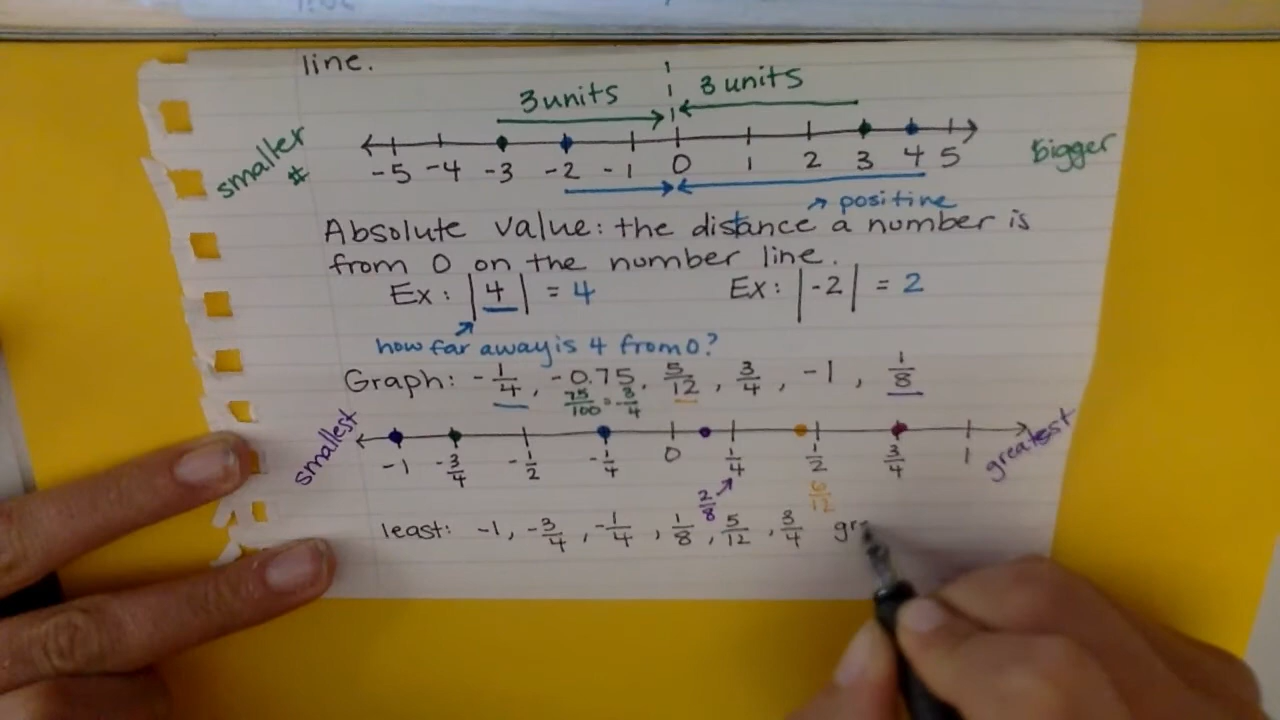 line.
3 units 3 units
smaller # bigger
-5 -4 -3 -2 -1 0 1 2 3 4 5
positive
Absolute value: the distance a number is
from 0 on the number line.
Ex: |4| = 4 Ex: |-2| = 2
how far away is 4 from 0?
Graph: -1/4, -0.75, 5/12, 3/4, -1, 1/8
75/100 = -3/4
smallest greatest
-1 -3/4 -1/2 -1/4 0 1/4 1/2 3/4 1
2/8 6/12
least: -1, -3/4, -1/4, 1/8, 5/12, 3/4 gr